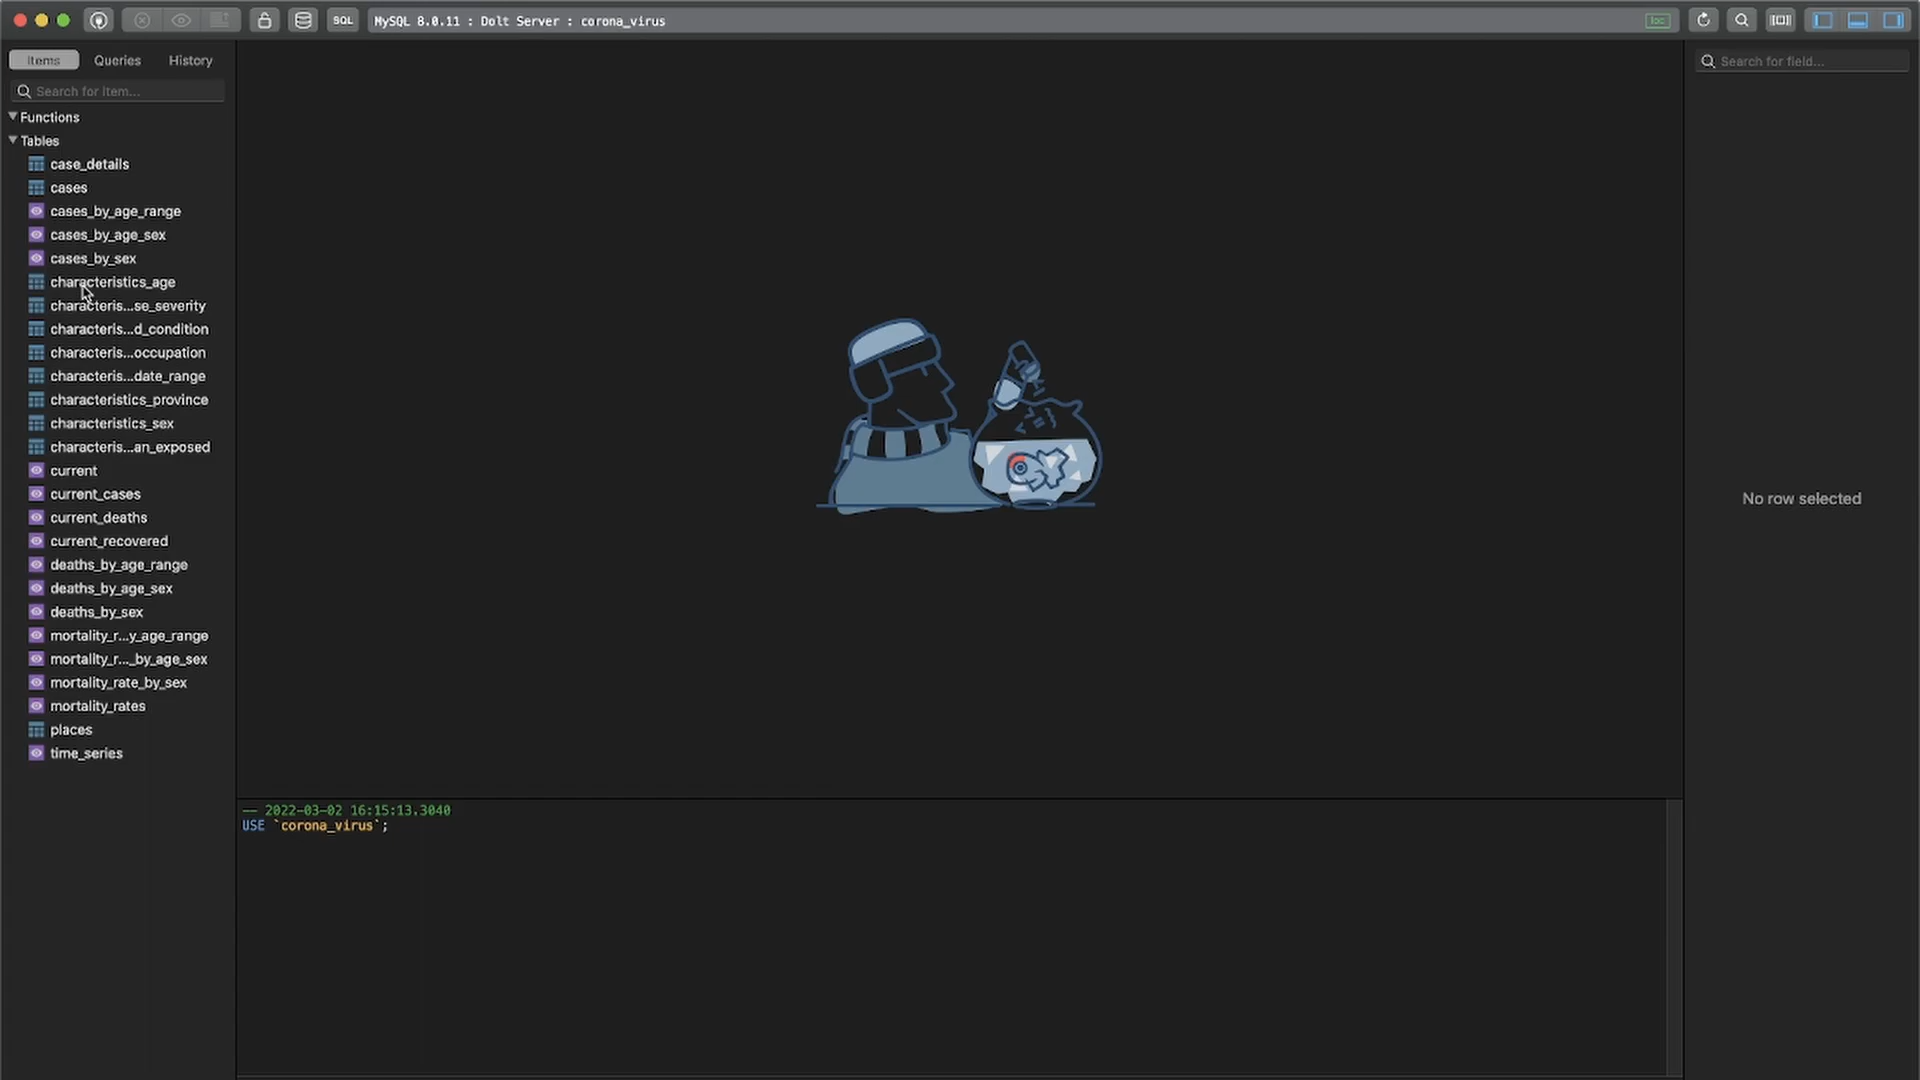 SQL
MySQL 8.0.11 : Dolt Server : corona_virus
loc
Items
Queries
History
Search for item...
Functions
Tables
case_details
cases
cases_by_age_range
cases_by_age_sex
cases_by_sex
characteristics_age
characteris...se_severity
characteris...d_condition
characteris...occupation
characteris...date_range
characteristics_province
characteristics_sex
characteris...an_exposed
current
current_cases
current_deaths
current_recovered
deaths_by_age_range
deaths_by_age_sex
deaths_by_sex
mortality_r...y_age_range
mortality_r..._by_age_sex
mortality_rate_by_sex
mortality_rates
places
time_series
-- 2022-03-02 16:15:13.3040
USE `corona_virus`;
Search for field...
No row selected